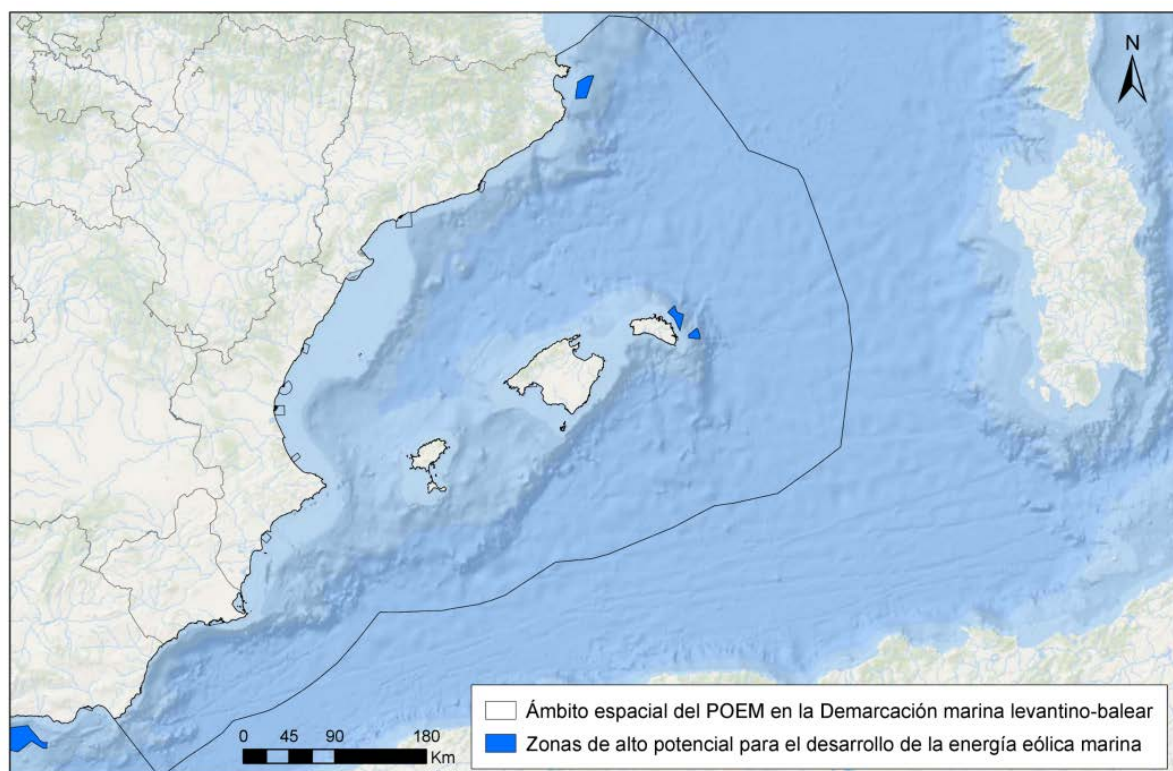 N
Ámbito espacial del POEM en la Demarcación marina levantino-balear
Zonas de alto potencial para el desarrollo de la energía eólica marina
0 45 90 180
Km